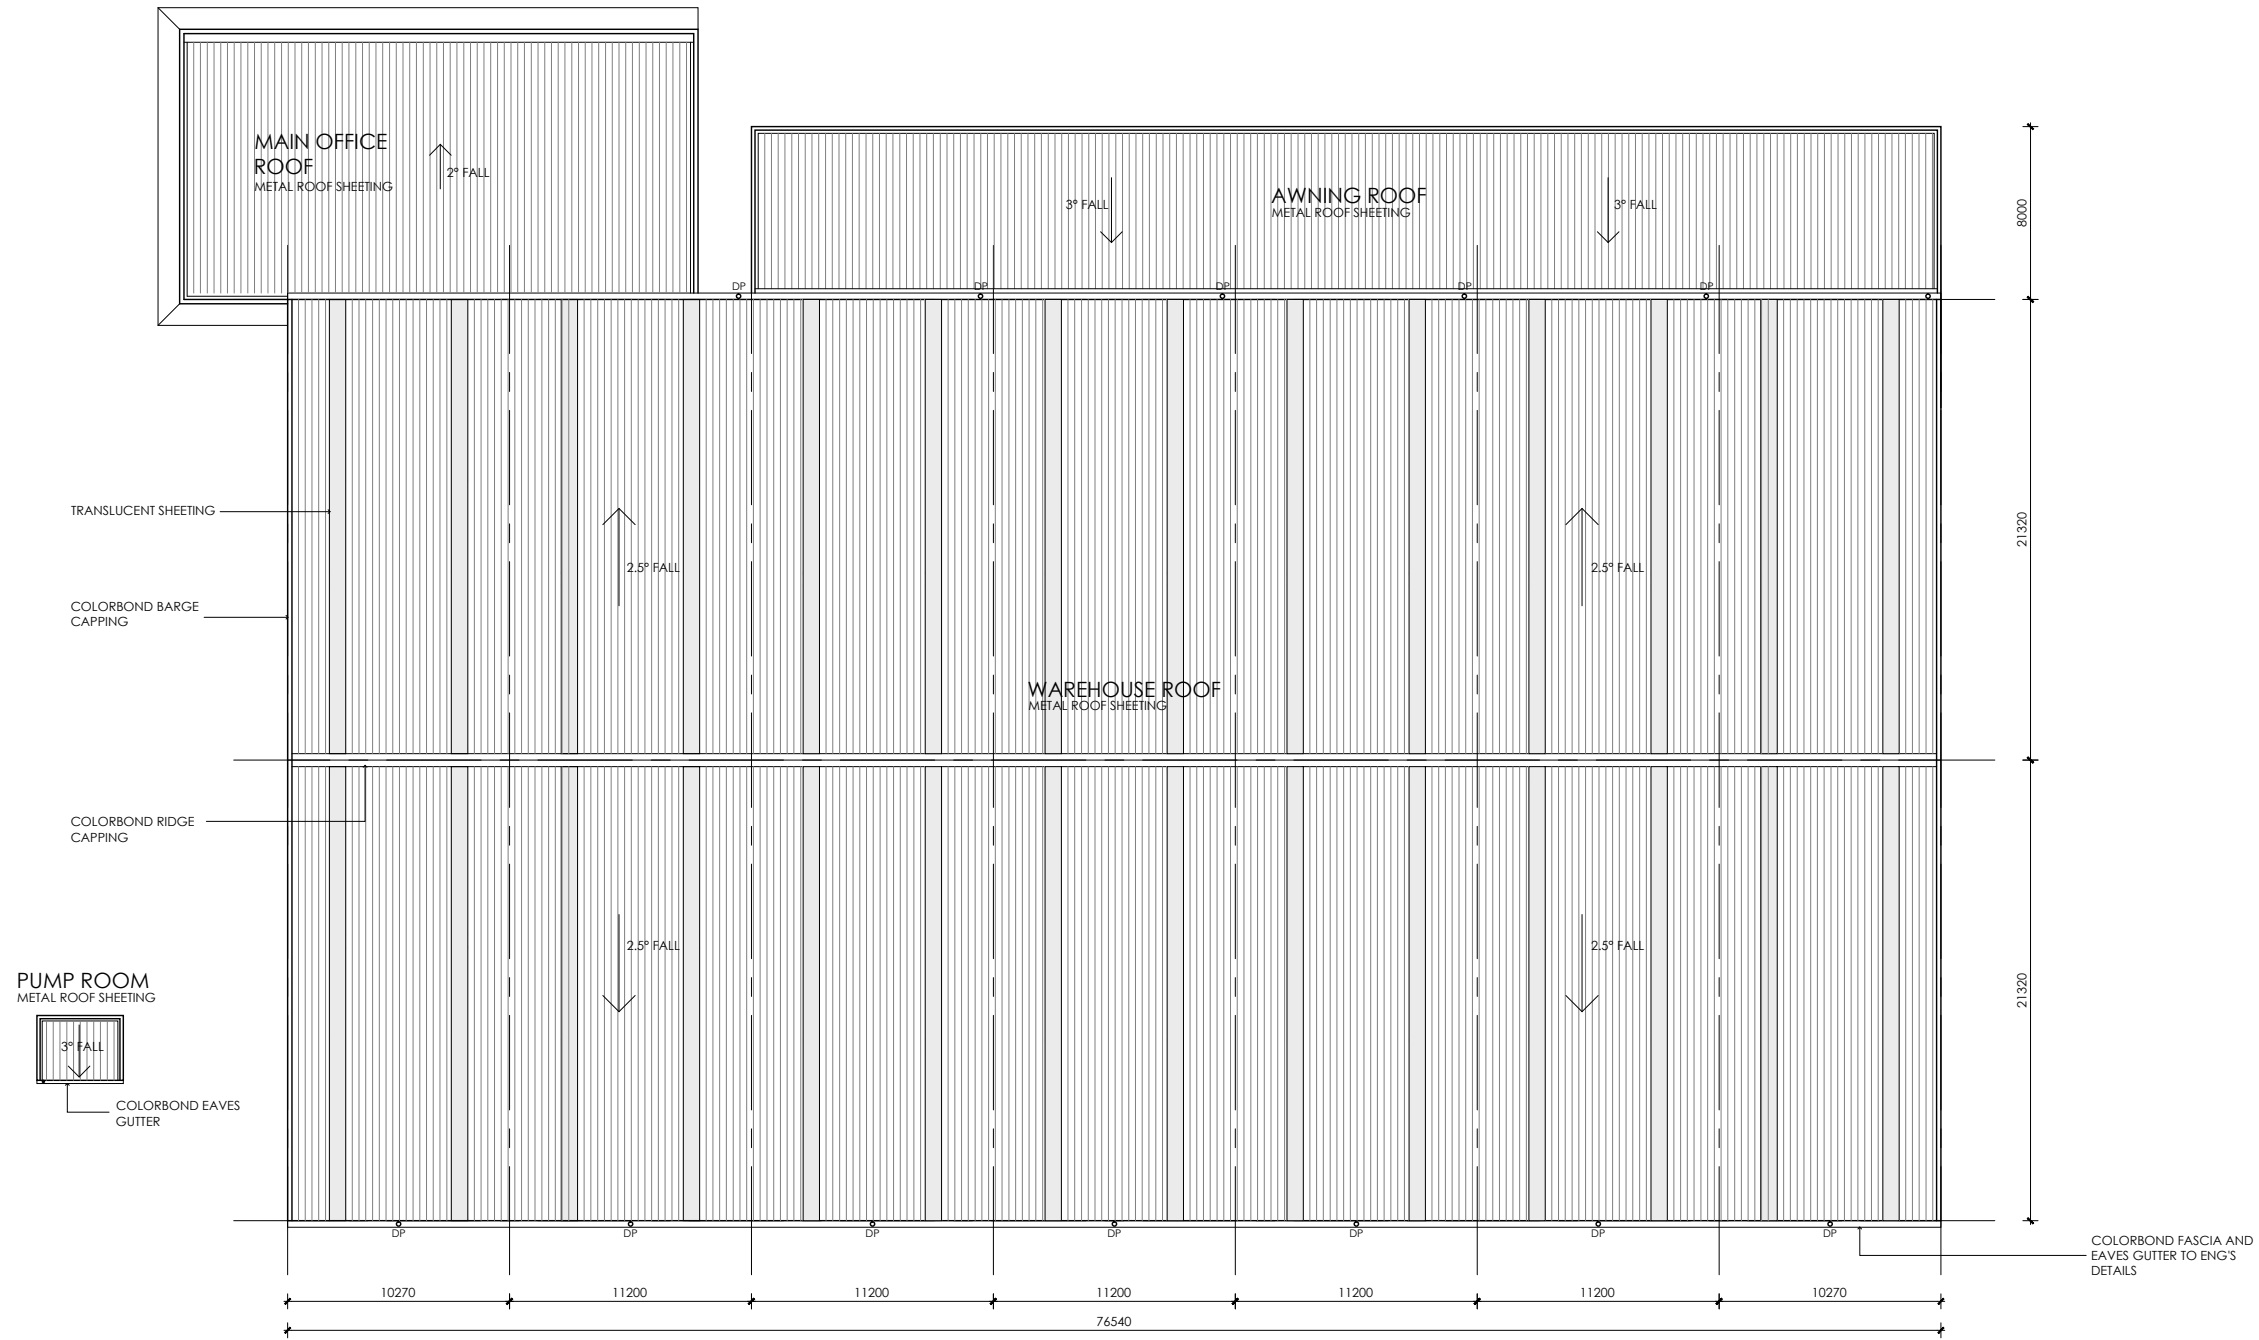 MAIN OFFICE
ROOF
METAL ROOF SHEETING
2° FALL
3° FALL
AWNING ROOF
METAL ROOF SHEETING
3° FALL
8000
DP
DP
DP
DP
DP
TRANSLUCENT SHEETING
2.5° FALL
2.5° FALL
21320
COLORBOND BARGE
CAPPING
WAREHOUSE ROOF
METAL ROOF SHEETING
COLORBOND RIDGE
CAPPING
2.5° FALL
2.5° FALL
21320
PUMP ROOM
METAL ROOF SHEETING
3° FALL
COLORBOND EAVES
GUTTER
DP
DP
DP
DP
DP
DP
DP
COLORBOND FASCIA AND
EAVES GUTTER TO ENG'S
DETAILS
10270
11200
11200
11200
11200
11200
10270
76540